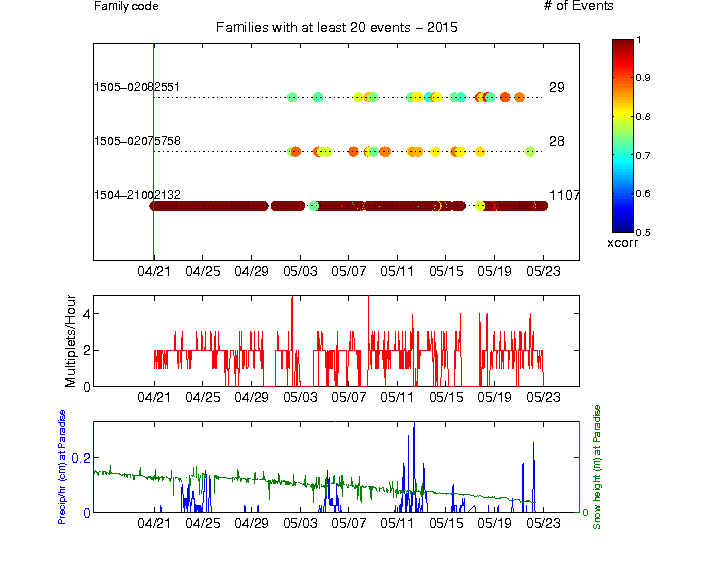 Family code
# of Events
Families with at least 20 events − 2015
1505−02082551
29
1505−02075758
28
1504−21002132
1107
04/21 04/25 04/29 05/03 05/07 05/11 05/15 05/19 05/23
1
0.9
0.8
0.7
0.6
0.5
xcorr
Multiplets/Hour
4
2
0
04/21 04/25 04/29 05/03 05/07 05/11 05/15 05/19 05/23
Precip/hr (cm) at Paradise
0.2
0
0
Snow height (m) at Paradise
04/21 04/25 04/29 05/03 05/07 05/11 05/15 05/19 05/23